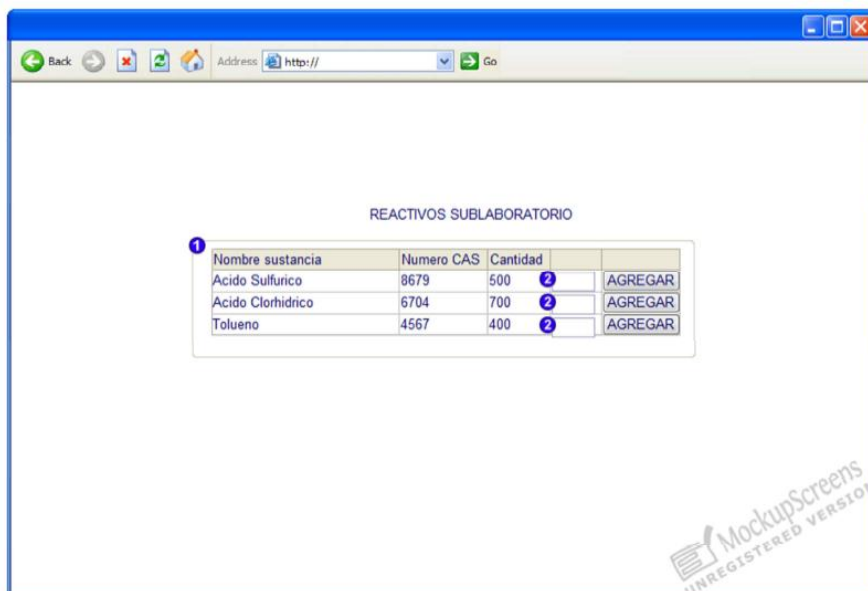 Back Address http:// Go
REACTIVOS SUBLABORATORIO
1
Nombre sustancia Numero CAS Cantidad
Acido Sulfurico 8679 500 2 AGREGAR
Acido Clorhidrico 6704 700 2 AGREGAR
Tolueno 4567 400 2 AGREGAR
MockupScreens
UNREGISTERED VERSION